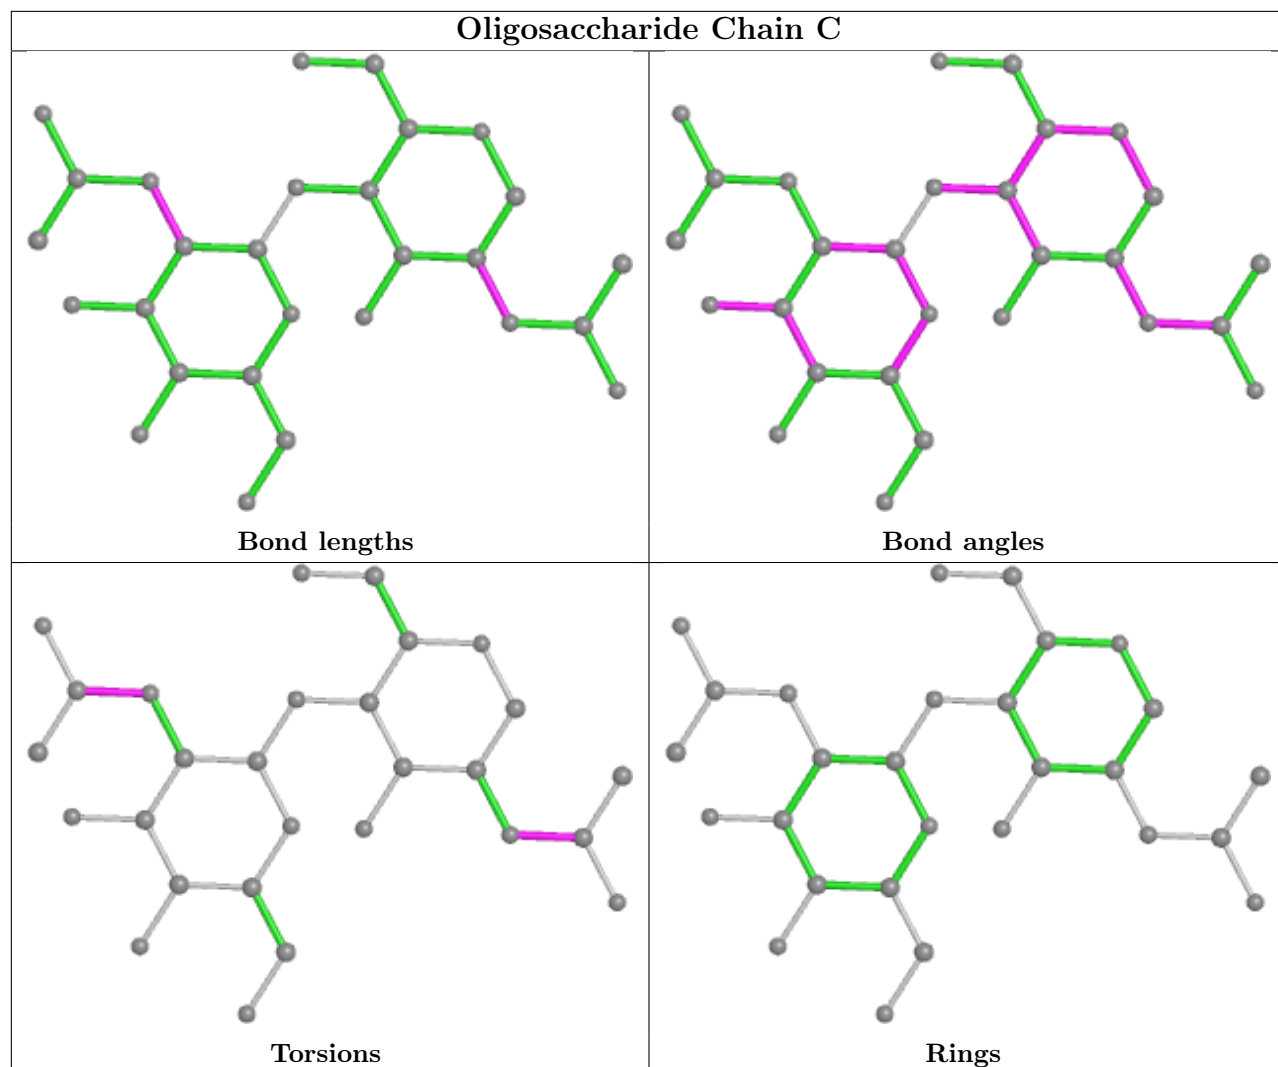 Oligosaccharide Chain C
Bond lengths
Bond angles
Torsions
Rings